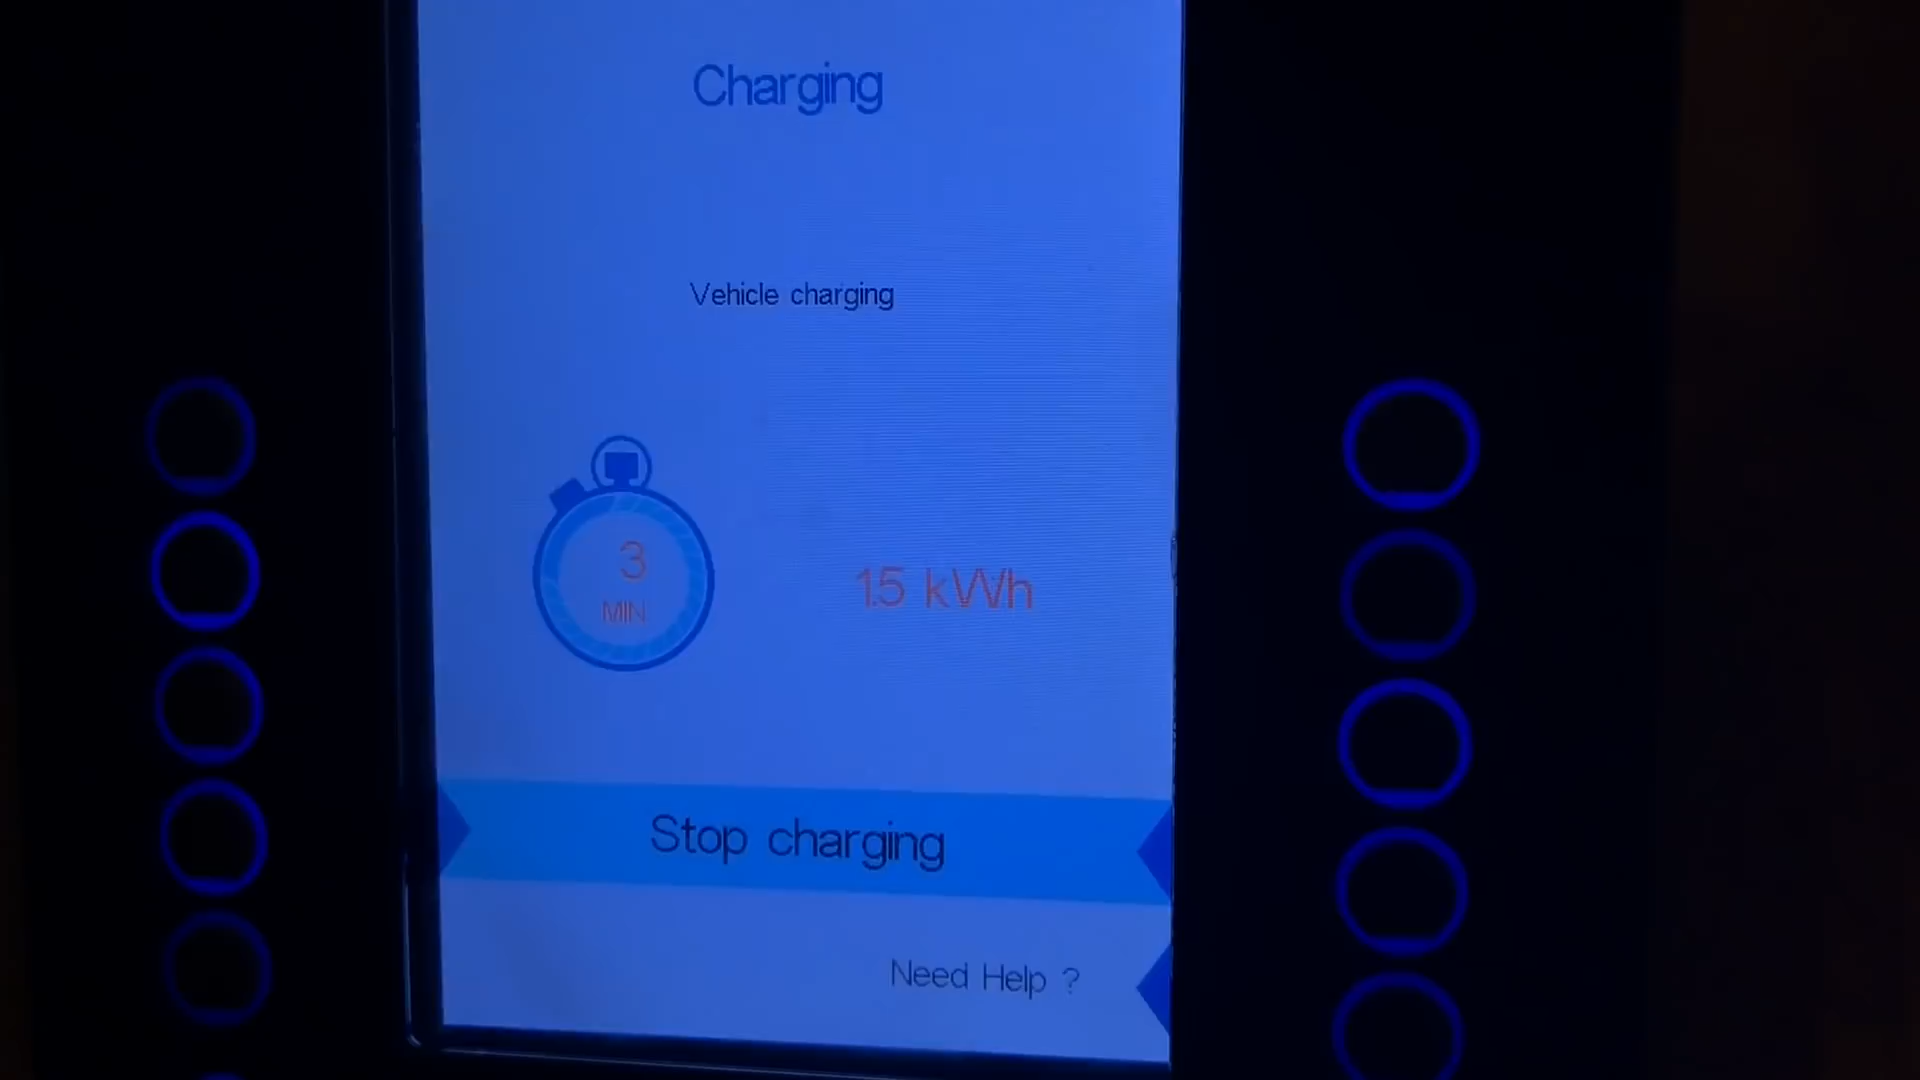 Charging
Vehicle charging
3
MIN
1.5 kWh
Stop charging
Need Help ?